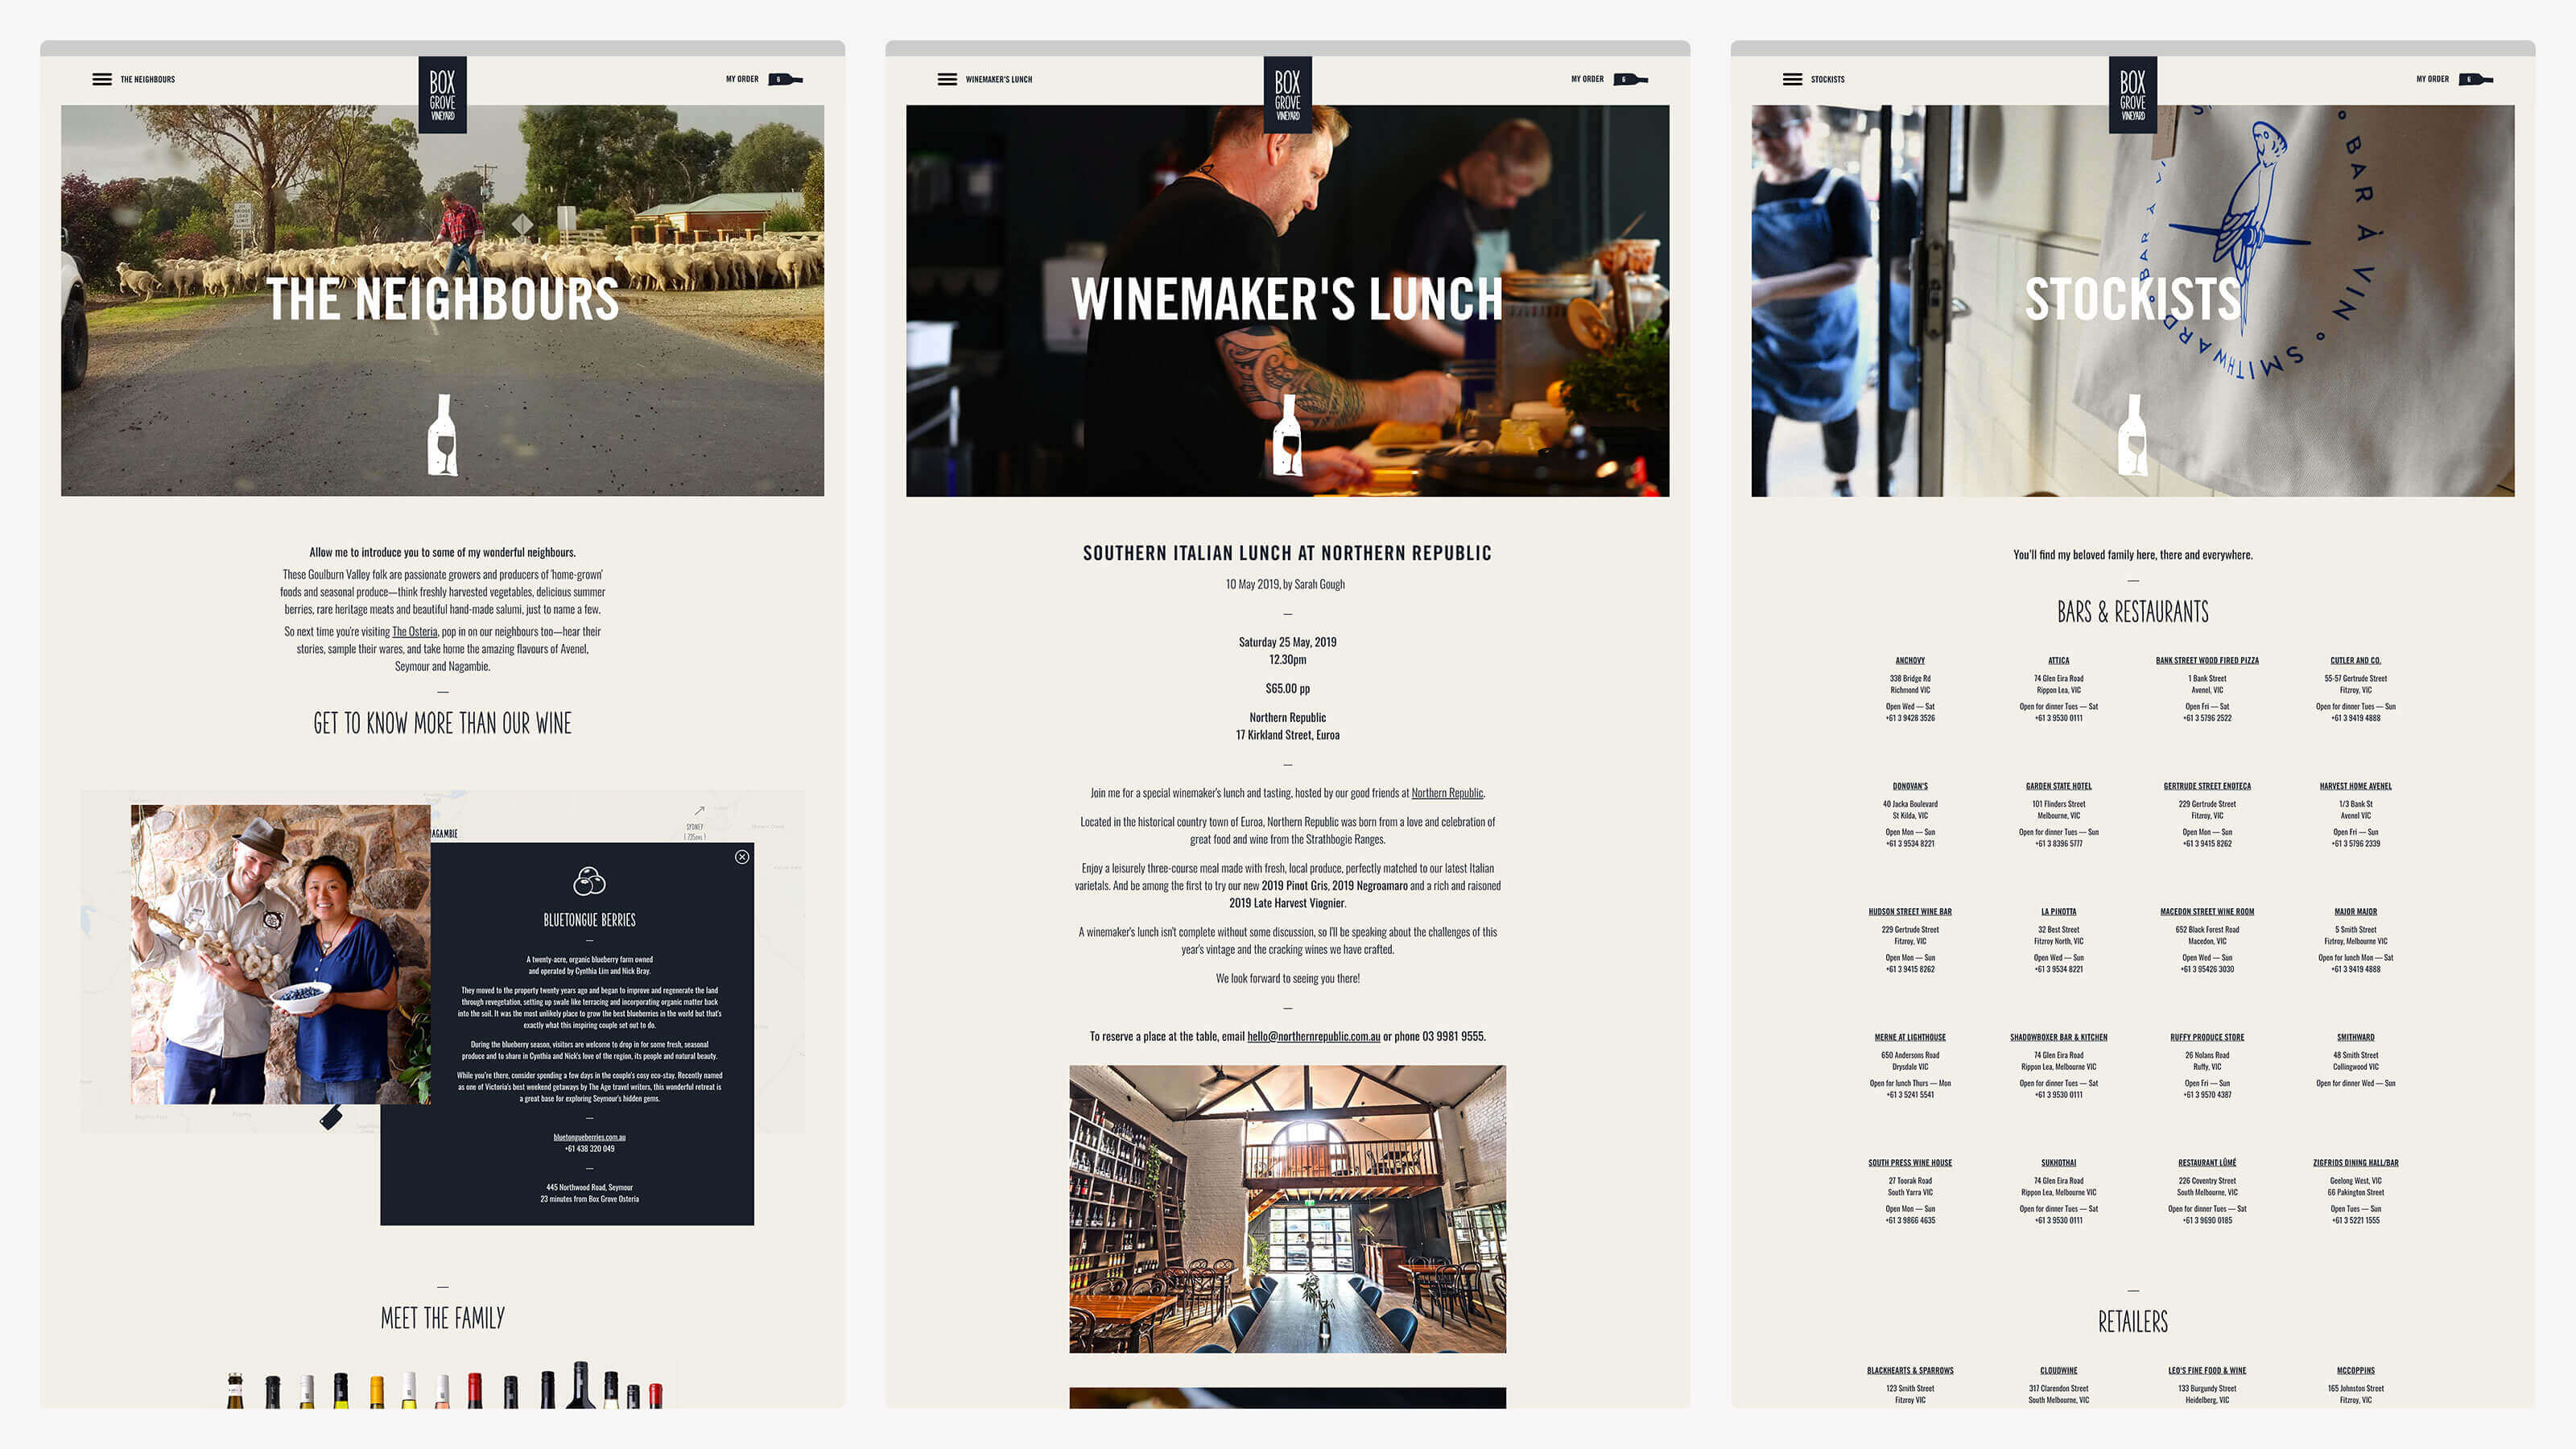 THE NEIGHBOURS
BOX
GROVE
VINEYARD
MY ORDER
6
THE NEIGHBOURS
Allow me to introduce you to some of my wonderful neighbours.
These Goulburn Valley folk are passionate growers and producers of 'home-grown'
foods and seasonal produce—think freshly harvested vegetables, delicious summer
berries, rare heritage meats and beautiful hand-made salumi, just to name a few.
So next time you're visiting The Osteria, pop in on our neighbours too—hear their
stories, sample their wares, and take home the amazing flavours of Avenel,
Seymour and Nagambie.
GET TO KNOW MORE THAN OUR WINE
AGAMBIE
SYDNEY
BLUETONGUE BERRIES
A twenty-acre, organic blueberry farm owned
and operated by Cynthia Lim and Nick Bray.
They moved to the property twenty years ago and began to improve and regenerate the land
through revegetation, setting up swale like terracing and incorporating organic matter back
into the soil. It was the most unlikely place to grow the best blueberries in the world but that's
exactly what this inspiring couple set out to do.
During the blueberry season, visitors are welcome to drop in for some fresh, seasonal
produce and to share in Cynthia and Nick's love of the region, its people and natural beauty.
While you're there, consider spending a few days in the couple's cosy eco-stay. Recently named
as one of Victoria's best weekend getaways by The Age travel writers, this wonderful retreat is
a great base for exploring Seymour's hidden gems.
bluetongueberries.com.au
+61 438 320 049
445 Northwood Road, Seymour
23 minutes from Box Grove Osteria
MEET THE FAMILY
WINEMAKER'S LUNCH
BOX
GROVE
VINEYARD
MY ORDER
6
WINEMAKER'S LUNCH
SOUTHERN ITALIAN LUNCH AT NORTHERN REPUBLIC
10 May 2019, by Sarah Gough
Saturday 25 May, 2019
12.30pm
$65.00 pp
Northern Republic
17 Kirkland Street, Euroa
Join me for a special winemaker's lunch and tasting, hosted by our good friends at Northern Republic.
Located in the historical country town of Euroa, Northern Republic was born from a love and celebration of
great food and wine from the Strathbogie Ranges.
Enjoy a leisurely three-course meal made with fresh, local produce, perfectly matched to our latest Italian
varietals. And be among the first to try our new 2019 Pinot Gris, 2019 Negroamaro and a rich and raisoned
2019 Late Harvest Viognier.
A winemaker's lunch isn't complete without some discussion, so I'll be speaking about the challenges of this
year's vintage and the cracking wines we have crafted.
We look forward to seeing you there!
To reserve a place at the table, email hello@northernrepublic.com.au or phone 03 9981 9555.
STOCKISTS
BOX
GROVE
VINEYARD
MY ORDER
6
BAR Á VIN
SMITHWARD
BAR Á V
STOCKISTS
You'll find my beloved family here, there and everywhere.
BARS & RESTAURANTS
ANCHOVY
338 Bridge Rd
Richmond VIC
Open Wed — Sat
+61 3 9428 3526
ATTICA
74 Glen Eira Road
Rippon Lea, VIC
Open for dinner Tues — Sat
+61 3 9530 0111
BANK STREET WOOD FIRED PIZZA
1 Bank Street
Avenel, VIC
Open Fri — Sat
+61 3 5796 2522
CUTLER AND CO.
55-57 Gertrude Street
Fitzroy, VIC
Open for dinner Tues — Sun
+61 3 9419 4888
DONOVAN'S
40 Jacka Boulevard
St Kilda, VIC
Open Mon — Sun
+61 3 9534 8221
GARDEN STATE HOTEL
101 Flinders Street
Melbourne, VIC
Open for dinner Tues — Sun
+61 3 8396 5777
GERTRUDE STREET ENOTECA
229 Gertrude Street
Fitzroy, VIC
Open Mon — Sun
+61 3 9415 8262
HARVEST HOME AVENEL
1/3 Bank St
Avenel VIC
Open Fri — Sun
+61 3 5796 2339
HUDSON STREET WINE BAR
229 Gertrude Street
Fitzroy, VIC
Open Mon — Sun
+61 3 9415 8262
LA PINOTTA
32 Best Street
Fitzroy North, VIC
Open Wed — Sun
+61 3 9534 8221
MACEDON STREET WINE ROOM
652 Black Forest Road
Macedon, VIC
Open Wed — Sun
+61 3 95426 3030
MAJOR MAJOR
5 Smith Street
Fiztroy, Melbourne VIC
Open for lunch Mon — Sat
+61 3 9419 4888
MERNE AT LIGHTHOUSE
650 Andersons Road
Drysdale VIC
Open for lunch Thurs — Mon
+61 3 5241 5541
SHADOWBOXER BAR & KITCHEN
74 Glen Eira Road
Rippon Lea, Melbourne VIC
Open for dinner Tues — Sat
+61 3 9530 0111
RUFFY PRODUCE STORE
26 Nolans Road
Ruffy, VIC
Open Fri — Sun
+61 3 9570 4387
SMITHWARD
48 Smith Street
Collingwood VIC
Open for dinner Wed — Sun
SOUTH PRESS WINE HOUSE
27 Toorak Road
South Yarra VIC
Open Mon — Sun
+61 3 9866 4635
SUKHOTHAI
74 Glen Eira Road
Rippon Lea, Melbourne VIC
Open for dinner Tues — Sat
+61 3 9530 0111
RESTAURANT LÛMÉ
226 Coventry Street
South Melbourne, VIC
Open for dinner Tues — Sat
+61 3 9690 0185
ZIGFRIDS DINING HALL/BAR
Geelong West, VIC
66 Pakington Street
Open Tues — Sun
+61 3 5221 1555
RETAILERS
BLACKHEARTS & SPARROWS
123 Smith Street
Fitzroy VIC
CLOUDWINE
317 Clarendon Street
South Melbourne, VIC
LEO'S FINE FOOD & WINE
133 Burgundy Street
Heidelberg, VIC
MCCOPPINS
165 Johnston Street
Fitzroy, VIC